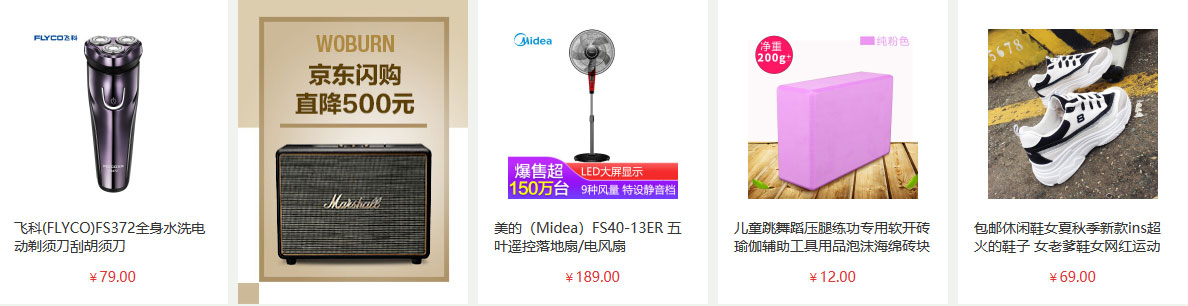 FLYCO飞科
飞科(FLYCO)FS372全身水洗电
动剃须刀刮胡须刀
￥79.00
WOBURN
京东闪购
直降500元
Marshall
Midea
爆售超
150万台
LED大屏显示
9种风量 特设静音档
美的（Midea）FS40-13ER 五
叶遥控落地扇/电风扇
￥189.00
净重
200g+
纯粉色
儿童跳舞蹈压腿练功专用软开砖
瑜伽辅助工具用品泡沫海绵砖块
￥12.00
5678
B
包邮休闲鞋女夏秋季新款ins超
火的鞋子 女老爹鞋女网红运动
￥69.00